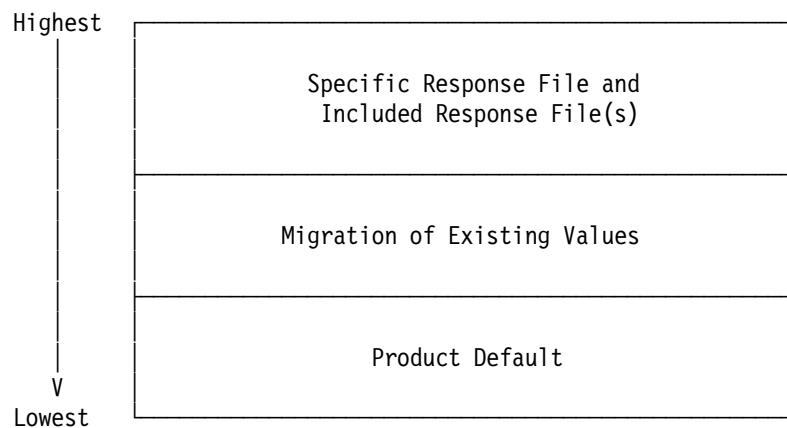 Highest
Specific Response File and
Included Response File(s)
Migration of Existing Values
Product Default
V
Lowest